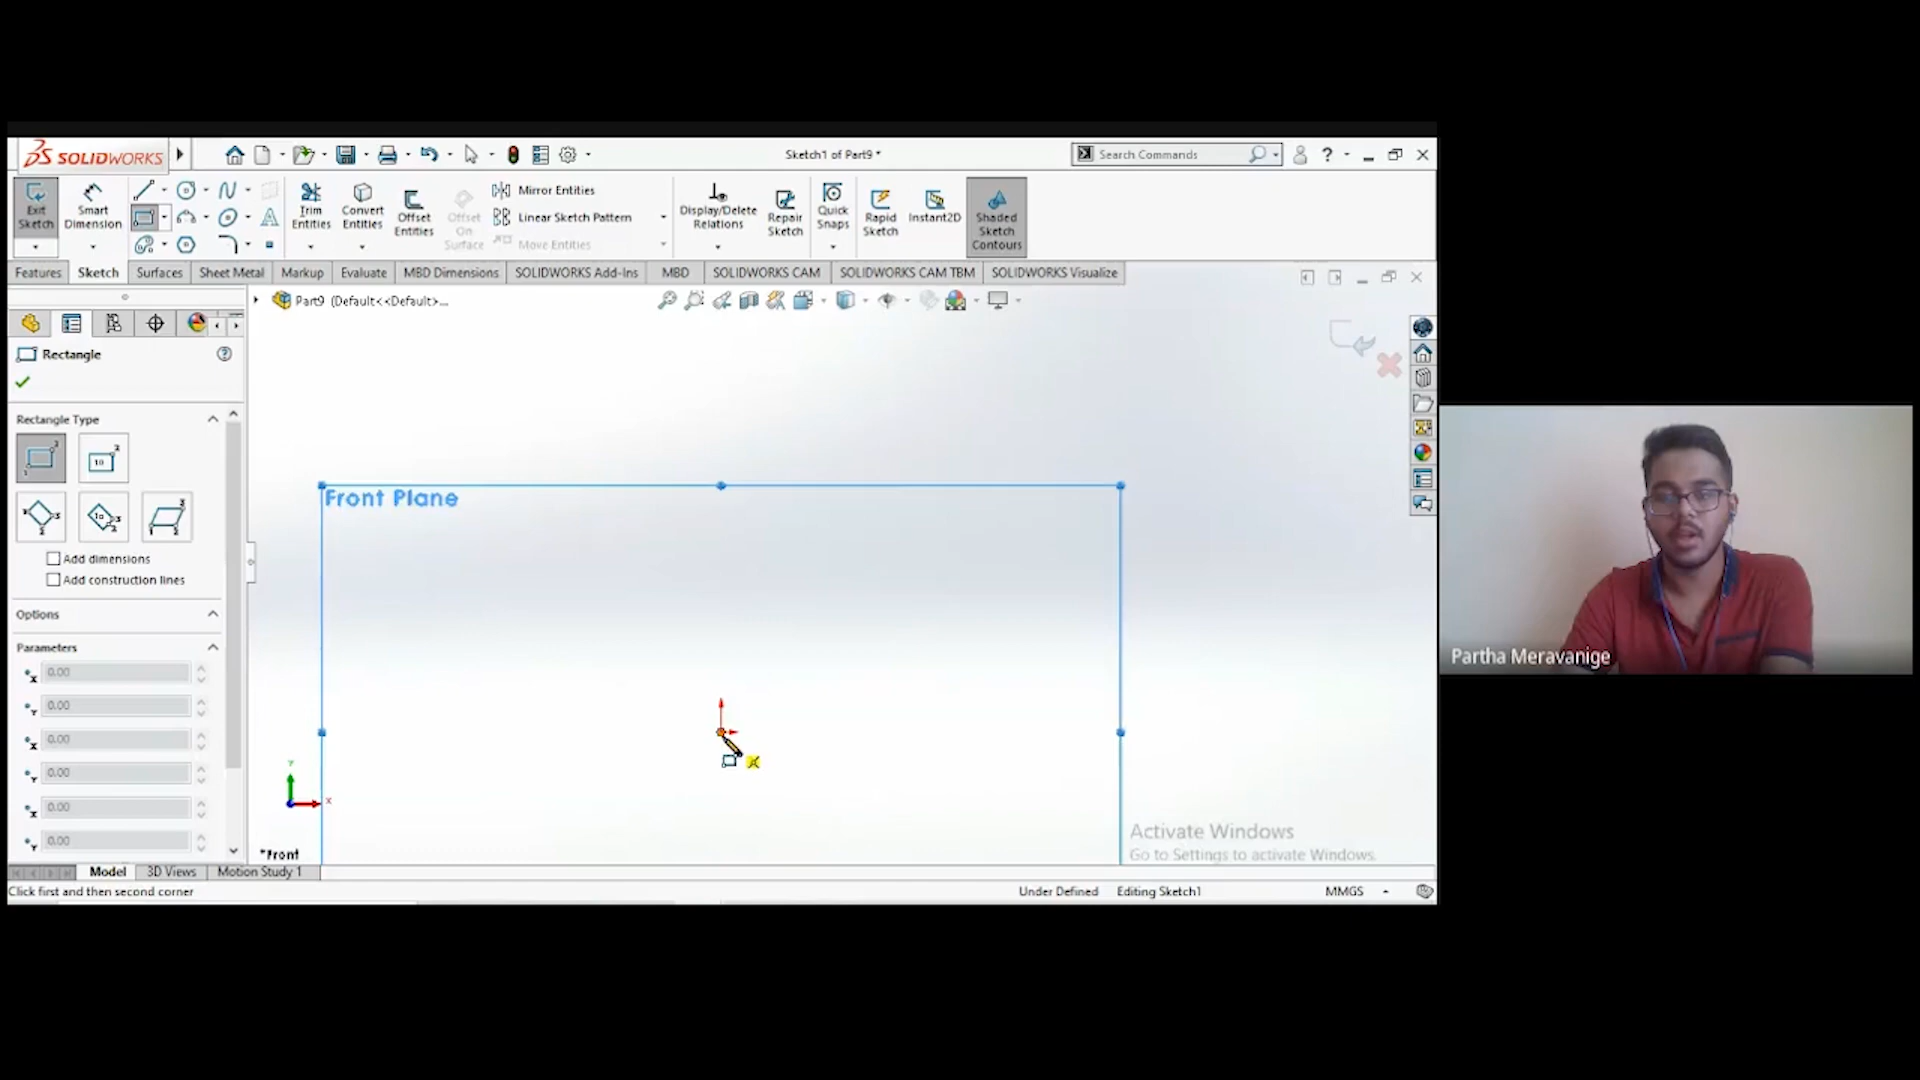 SOLIDWORKS
Sketch1 of Part9 *
Search Commands
?
Exit Sketch
Smart Dimension
Trim Entities
Convert Entities
Offset Entities
Offset On Surface
Mirror Entities
Linear Sketch Pattern
Move Entities
Display/Delete Relations
Repair Sketch
Quick Snaps
Rapid Sketch
Instant2D
Shaded Sketch Contours
Features
Sketch
Surfaces
Sheet Metal
Markup
Evaluate
MBD Dimensions
SOLIDWORKS Add-Ins
MBD
SOLIDWORKS CAM
SOLIDWORKS CAM TBM
SOLIDWORKS Visualize
Part9 (Default<<Default>...
Rectangle
Rectangle Type
Add dimensions
Add construction lines
Options
Parameters
0.00
0.00
0.00
0.00
0.00
0.00
Front Plane
Y
X
*Front
Activate Windows
Go to Settings to activate Windows.
Model
3D Views
Motion Study 1
Click first and then second corner
Under Defined
Editing Sketch1
MMGS
Partha Meravanige